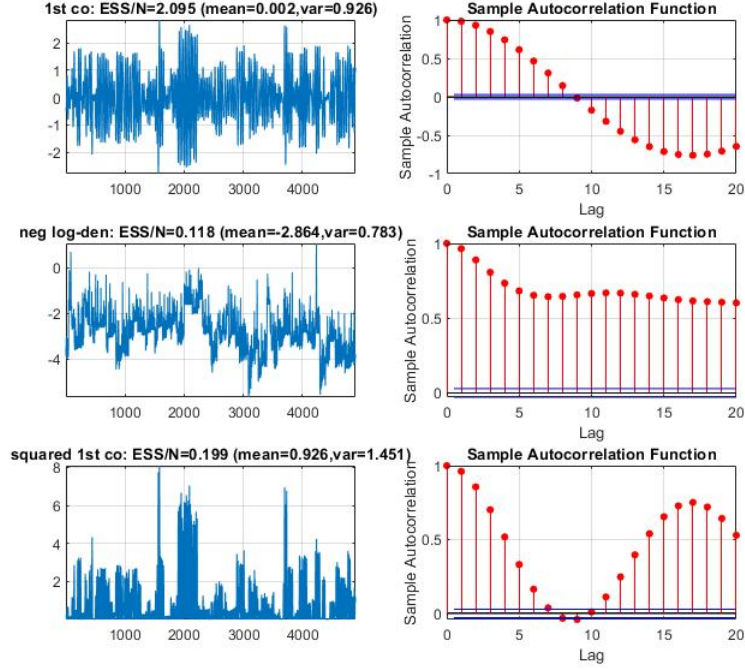 1st co: ESS/N=2.095 (mean=0.002,var=0.926)
2
1
0
-1
-2
1000 2000 3000 4000
Sample Autocorrelation Function
Sample Autocorrelation
1
0.5
0
-0.5
-1
0 5 10 15 20
Lag
neg log-den: ESS/N=0.118 (mean=-2.864,var=0.783)
0
-2
-4
1000 2000 3000 4000
Sample Autocorrelation Function
Sample Autocorrelation
1
0.5
0
0 5 10 15 20
Lag
squared 1st co: ESS/N=0.199 (mean=0.926,var=1.451)
8
6
4
2
1000 2000 3000 4000
Sample Autocorrelation Function
Sample Autocorrelation
1
0.5
0
0 5 10 15 20
Lag